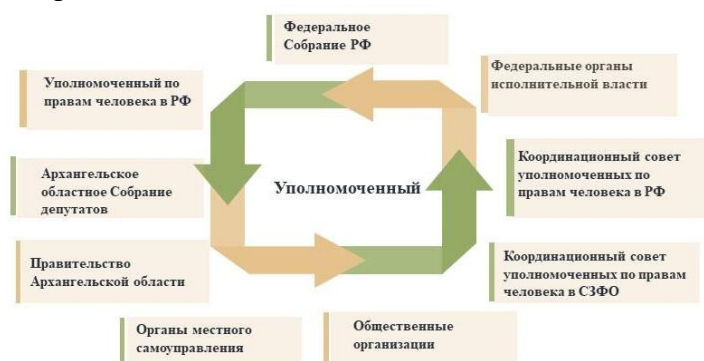 Федеральное
Собрание РФ
Уполномоченный по
правам человека в РФ
Федеральные органы
исполнительной власти
Архангельское
областное Собрание
депутатов
Уполномоченный
Координационный совет
уполномоченных по
правам человека в РФ
Правительство
Архангельской области
Координационный совет
уполномоченных по правам
человека в СЗФО
Органы местного
самоуправления
Общественные
организации